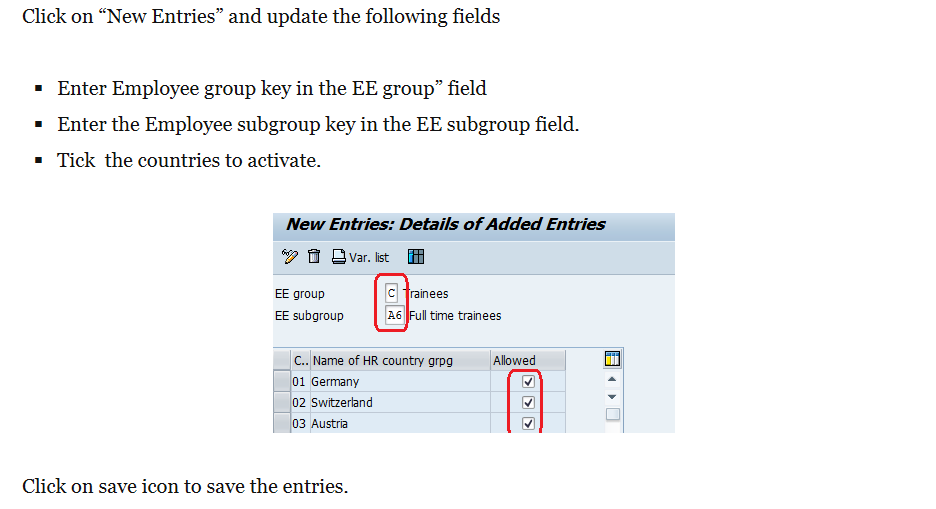 Click on “New Entries” and update the following fields
▪ Enter Employee group key in the EE group” field
▪ Enter the Employee subgroup key in the EE subgroup field.
▪ Tick the countries to activate.
New Entries: Details of Added Entries
Var. list
EE group C Trainees
EE subgroup A6 Full time trainees
C.. Name of HR country grpg Allowed
01 Germany
02 Switzerland
03 Austria
Click on save icon to save the entries.